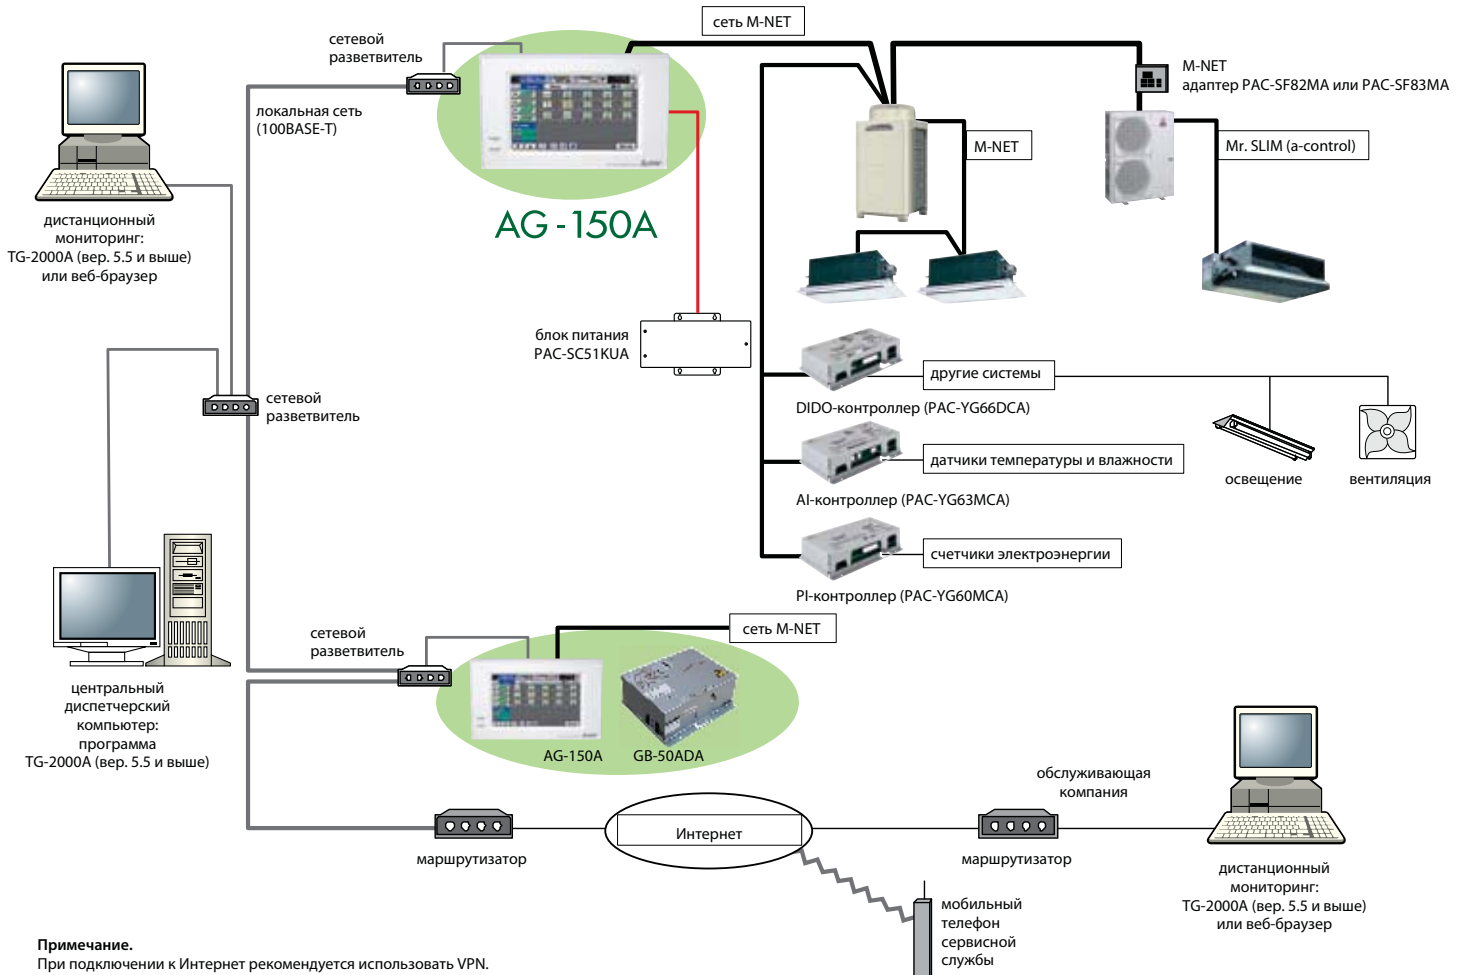 сеть M-NET
сетевой
разветвитель
локальная сеть
(100BASE-T)
M-NET
адаптер PAC-SF82MA или PAC-SF83MA
M-NET
Mr. SLIM (a-control)
AG-150A
дистанционный
мониторинг:
TG-2000A (вер. 5.5 и выше)
или веб-браузер
блок питания
PAC-SC51KUA
другие системы
DIDO-контроллер (PAC-YG66DCA)
сетевой
разветвитель
датчики температуры и влажности
AI-контроллер (PAC-YG63MCA)
освещение
вентиляция
счетчики электроэнергии
PI-контроллер (PAC-YG60MCA)
сеть M-NET
сетевой
разветвитель
центральный
диспетчерский
компьютер:
программа
TG-2000A (вер. 5.5 и выше)
AG-150A
GB-50ADA
обслуживающая
компания
Интернет
маршрутизатор
маршрутизатор
дистанционный
мониторинг:
TG-2000A (вер. 5.5 и выше)
или веб-браузер
мобильный
телефон
сервисной
службы
Примечание.
При подключении к Интернет рекомендуется использовать VPN.